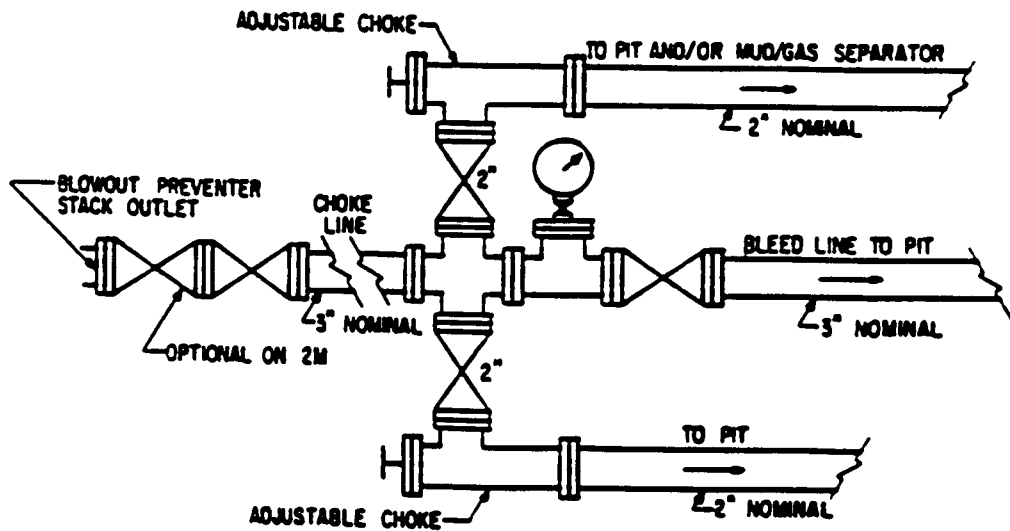 ADJUSTABLE CHOKE
TO PIT AND/OR MUD/GAS SEPARATOR
2" NOMINAL
2"
BLOWOUT PREVENTER
STACK OUTLET
CHOKE
LINE
BLEED LINE TO PIT
3" NOMINAL
3" NOMINAL
OPTIONAL ON 2M
2"
TO PIT
2" NOMINAL
ADJUSTABLE CHOKE